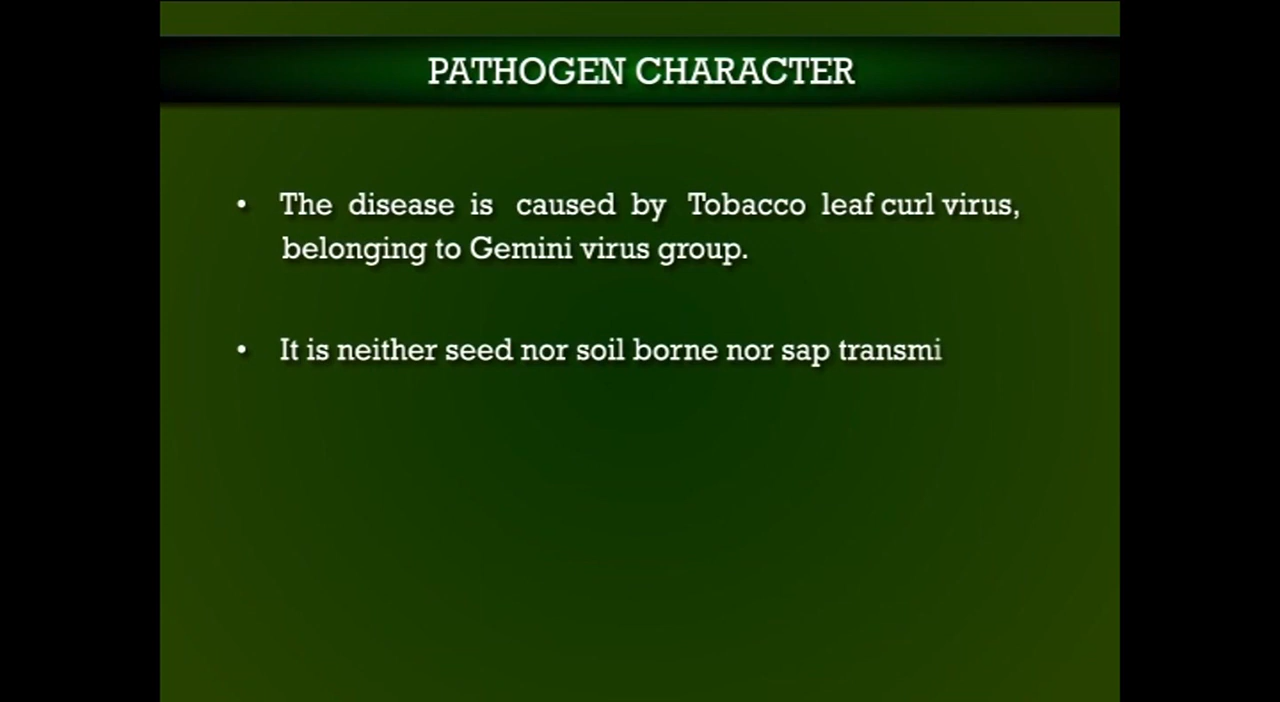 PATHOGEN CHARACTER
• The disease is caused by Tobacco leaf curl virus,
belonging to Gemini virus group.
• It is neither seed nor soil borne nor sap transmi